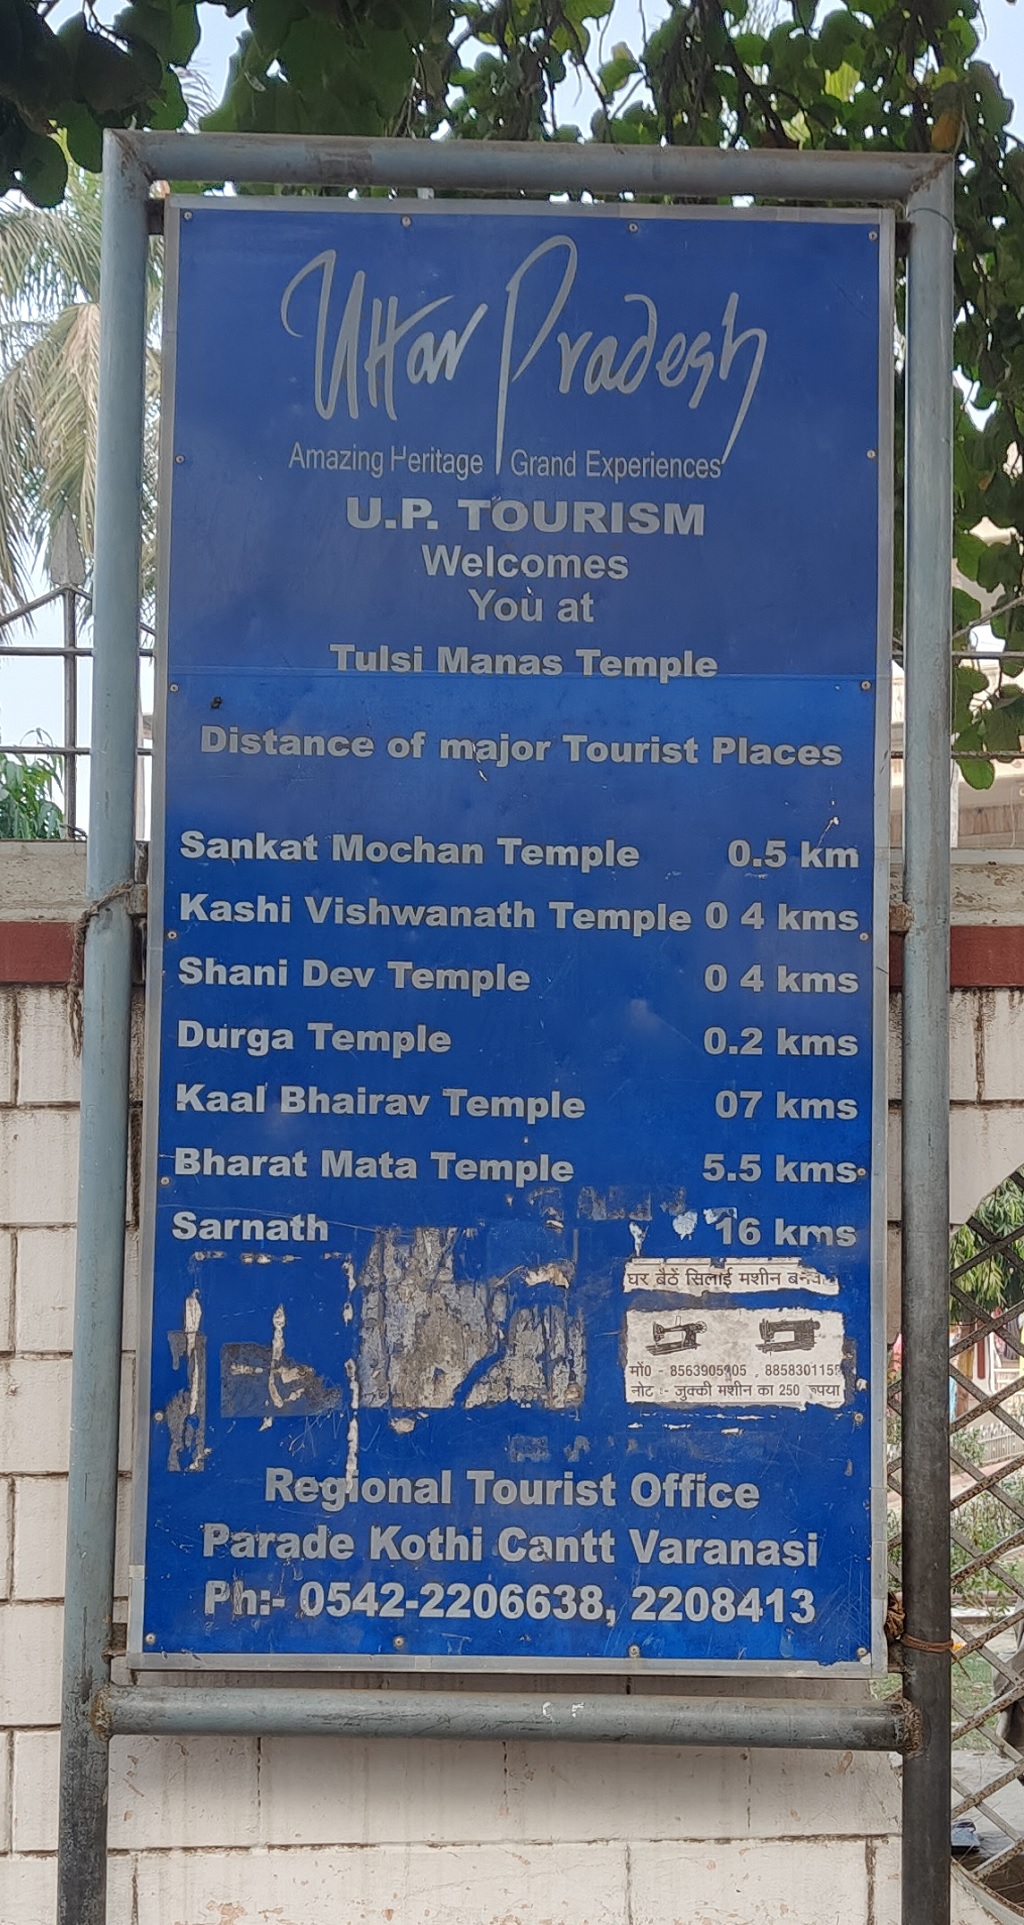 Uttar Pradesh
Amazing Heritage Grand Experiences
U.P. TOURISM
Welcomes
You at
Tulsi Manas Temple
Distance of major Tourist Places
Sankat Mochan Temple 0.5 km
Kashi Vishwanath Temple 0 4 kms
Shani Dev Temple 0 4 kms
Durga Temple 0.2 kms
Kaal Bhairav Temple 07 kms
Bharat Mata Temple 5.5 kms
Sarnath 16 kms
घर बैठें सिलाई मशीन
मों0 - 8563905905 , 885830115
नोट :- जुक्की मशीन का 250 रूपया
Regional Tourist Office
Parade Kothi Cantt Varanasi
Ph:- 0542-2206638, 2208413